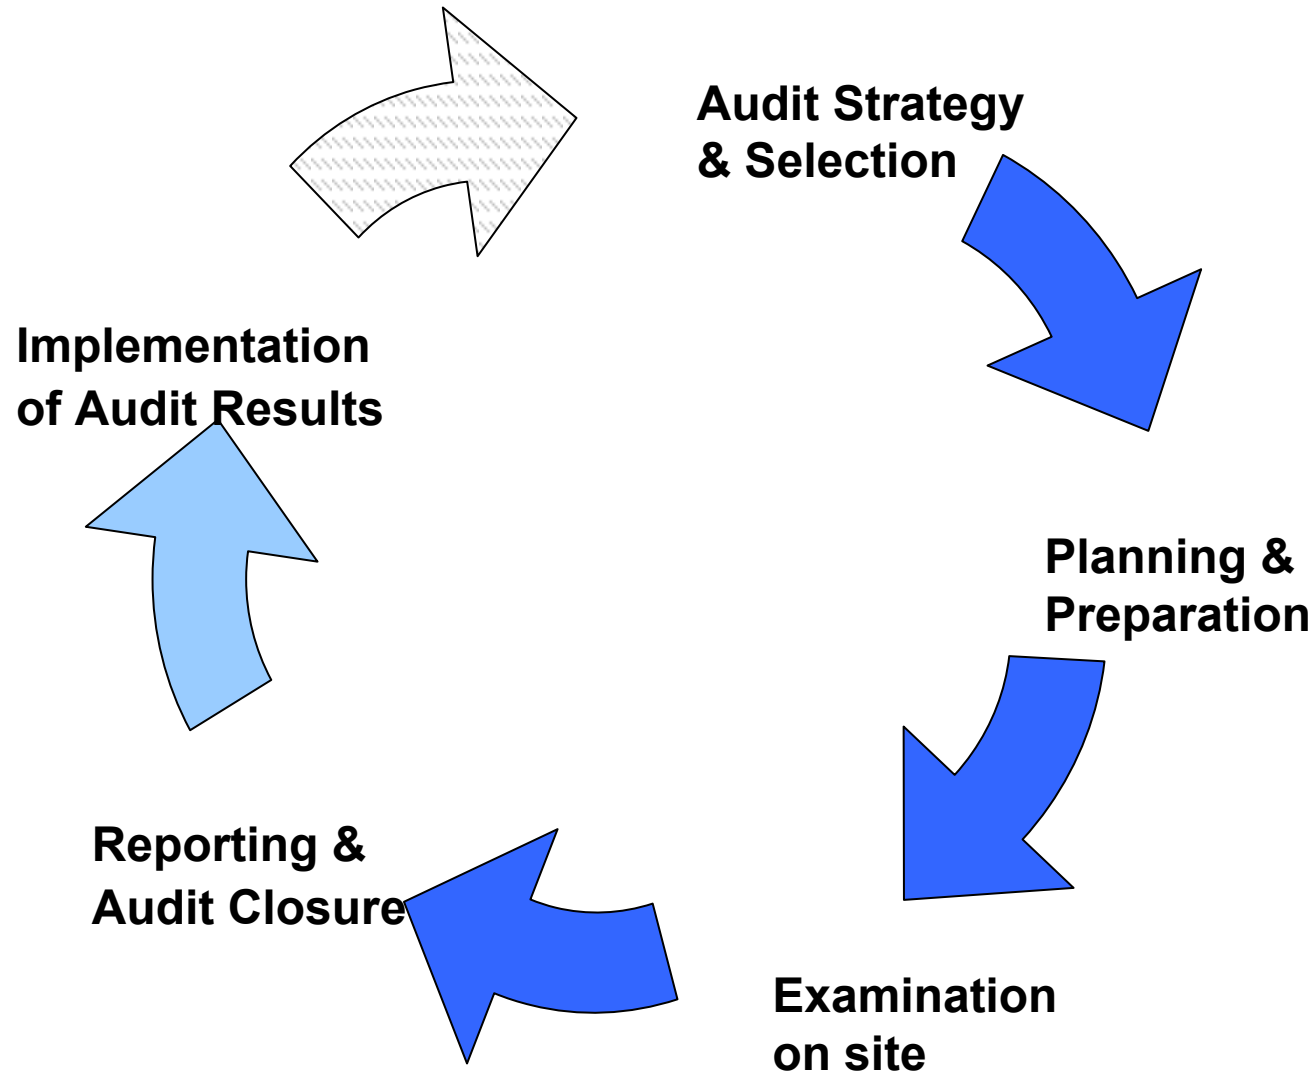 Audit Strategy
& Selection
Planning &
Preparation
Examination
on site
Reporting &
Audit Closure
Implementation
of Audit Results